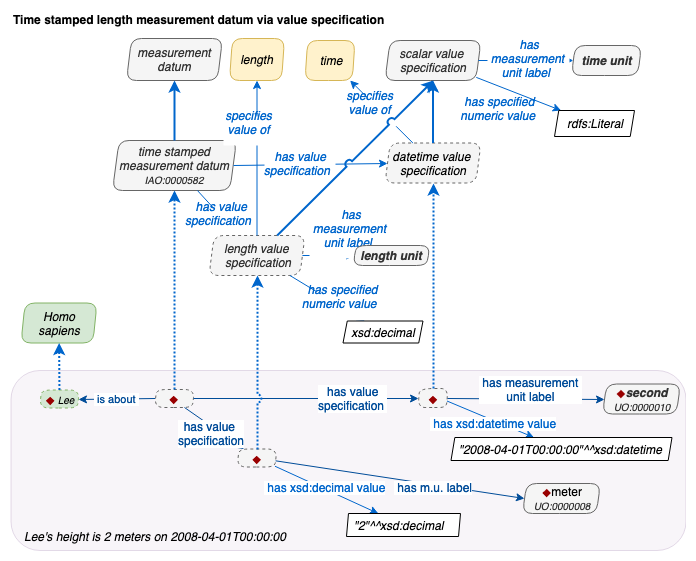 Time stamped length measurement datum via value specification
measurement
datum
length
time
scalar value
specification
has
measurement
unit label
time unit
has specified
numeric value
rdfs:Literal
specifies
value of
specifies
value of
time stamped
measurement datum
IAO:0000582
has value
specification
datetime value
specification
has value
specification
has
measurement
unit label
length value
specification
length unit
has specified
numeric value
xsd:decimal
Homo
sapiens
Lee
is about
has value
specification
has measurement
unit label
second
UO:0000010
has value
specification
has xsd:datetime value
"2008-04-01T00:00:00"^^xsd:datetime
has xsd:decimal value
has m.u. label
meter
UO:0000008
"2"^^xsd:decimal
Lee's height is 2 meters on 2008-04-01T00:00:00